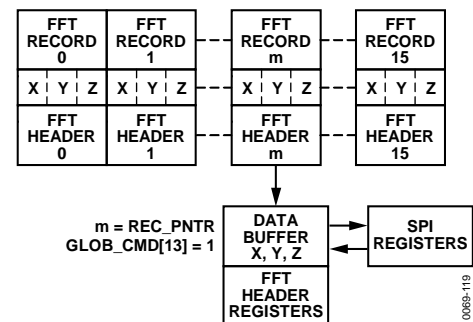 FFT RECORD 0
FFT RECORD 1
FFT RECORD m
FFT RECORD 15
X Y Z
X Y Z
X Y Z
X Y Z
FFT HEADER 0
FFT HEADER 1
FFT HEADER m
FFT HEADER 15
m = REC_PNTR
GLOB_CMD[13] = 1
DATA
BUFFER
X, Y, Z
SPI
REGISTERS
FFT
HEADER
REGISTERS
0069-119